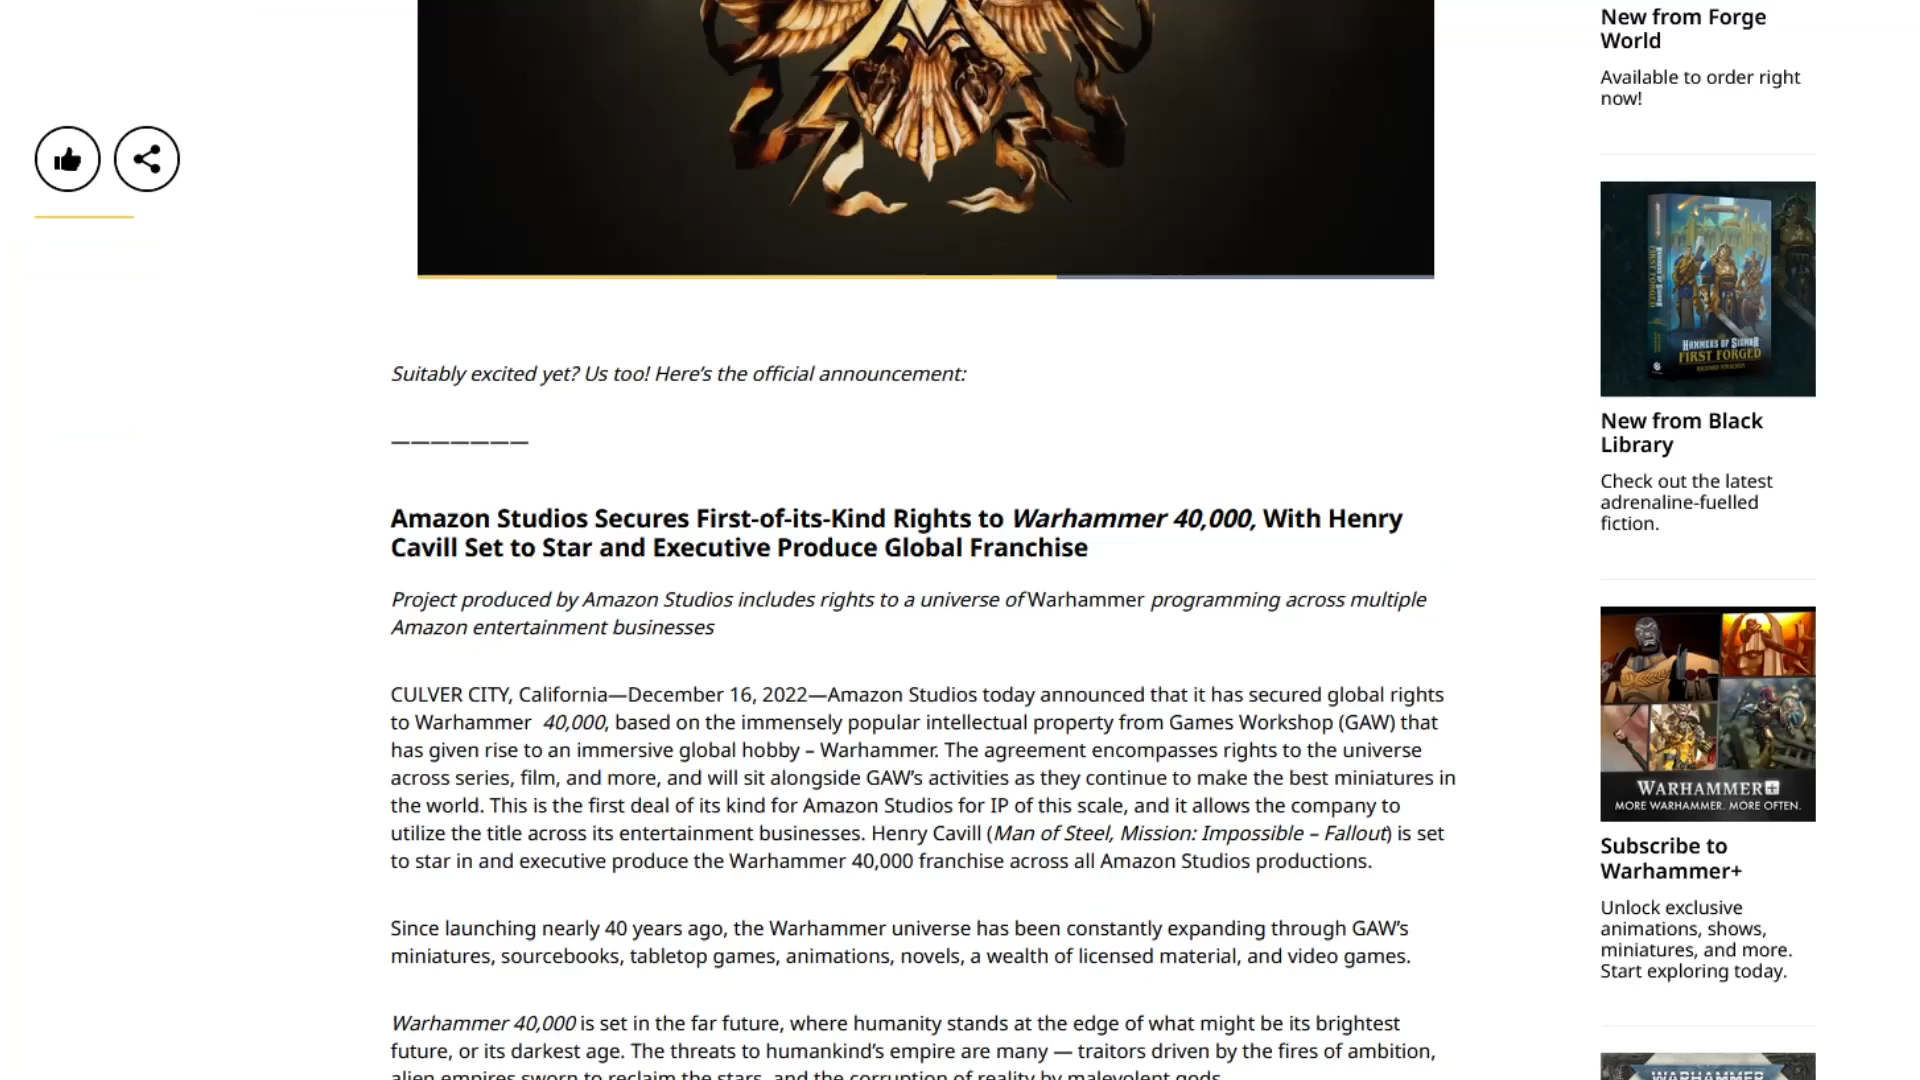 Suitably excited yet? Us too! Here’s the official announcement:
———————
Amazon Studios Secures First-of-its-Kind Rights to Warhammer 40,000, With Henry
Cavill Set to Star and Executive Produce Global Franchise
Project produced by Amazon Studios includes rights to a universe of Warhammer programming across multiple
Amazon entertainment businesses
CULVER CITY, California—December 16, 2022—Amazon Studios today announced that it has secured global rights
to Warhammer 40,000, based on the immensely popular intellectual property from Games Workshop (GAW) that
has given rise to an immersive global hobby – Warhammer. The agreement encompasses rights to the universe
across series, film, and more, and will sit alongside GAW’s activities as they continue to make the best miniatures in
the world. This is the first deal of its kind for Amazon Studios for IP of this scale, and it allows the company to
utilize the title across its entertainment businesses. Henry Cavill (Man of Steel, Mission: Impossible – Fallout) is set
to star in and executive produce the Warhammer 40,000 franchise across all Amazon Studios productions.
Since launching nearly 40 years ago, the Warhammer universe has been constantly expanding through GAW’s
miniatures, sourcebooks, tabletop games, animations, novels, a wealth of licensed material, and video games.
Warhammer 40,000 is set in the far future, where humanity stands at the edge of what might be its brightest
future, or its darkest age. The threats to humankind’s empire are many — traitors driven by the fires of ambition,
alien empires sworn to reclaim the stars, and the corruption of reality by malevolent gods.
New from Forge
World
Available to order right
now!
HAMMERS OF SIGMAR
FIRST FORGED
New from Black
Library
Check out the latest
adrenaline-fuelled
fiction.
WARHAMMER+
MORE WARHAMMER. MORE OFTEN.
Subscribe to
Warhammer+
Unlock exclusive
animations, shows,
miniatures, and more.
Start exploring today.
WARHAMMER